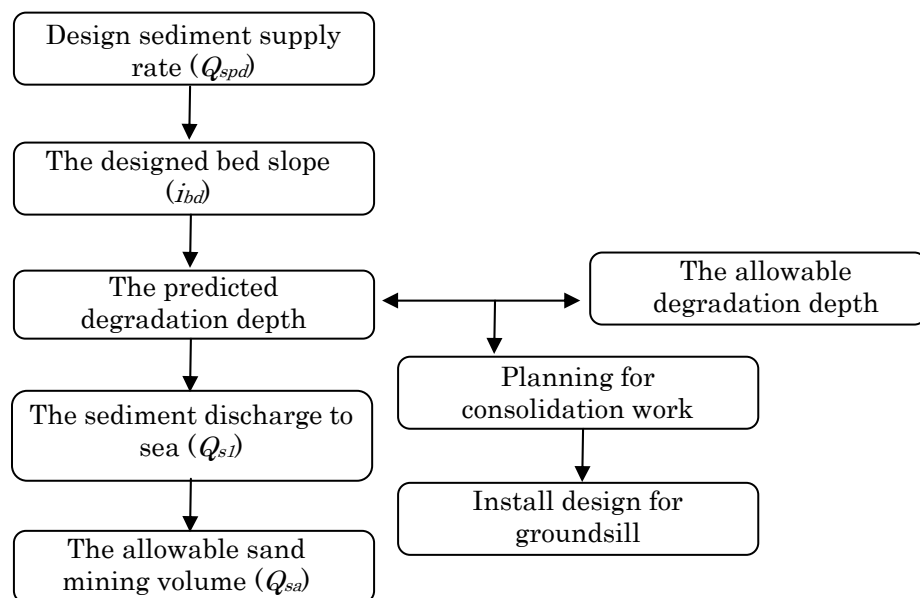 Design sediment supply
rate (Qspd)
The designed bed slope
(ibd)
The predicted
degradation depth
The allowable
degradation depth
Planning for
consolidation work
The sediment discharge to
sea (Qs1)
Install design for
groundsill
The allowable sand
mining volume (Qsa)